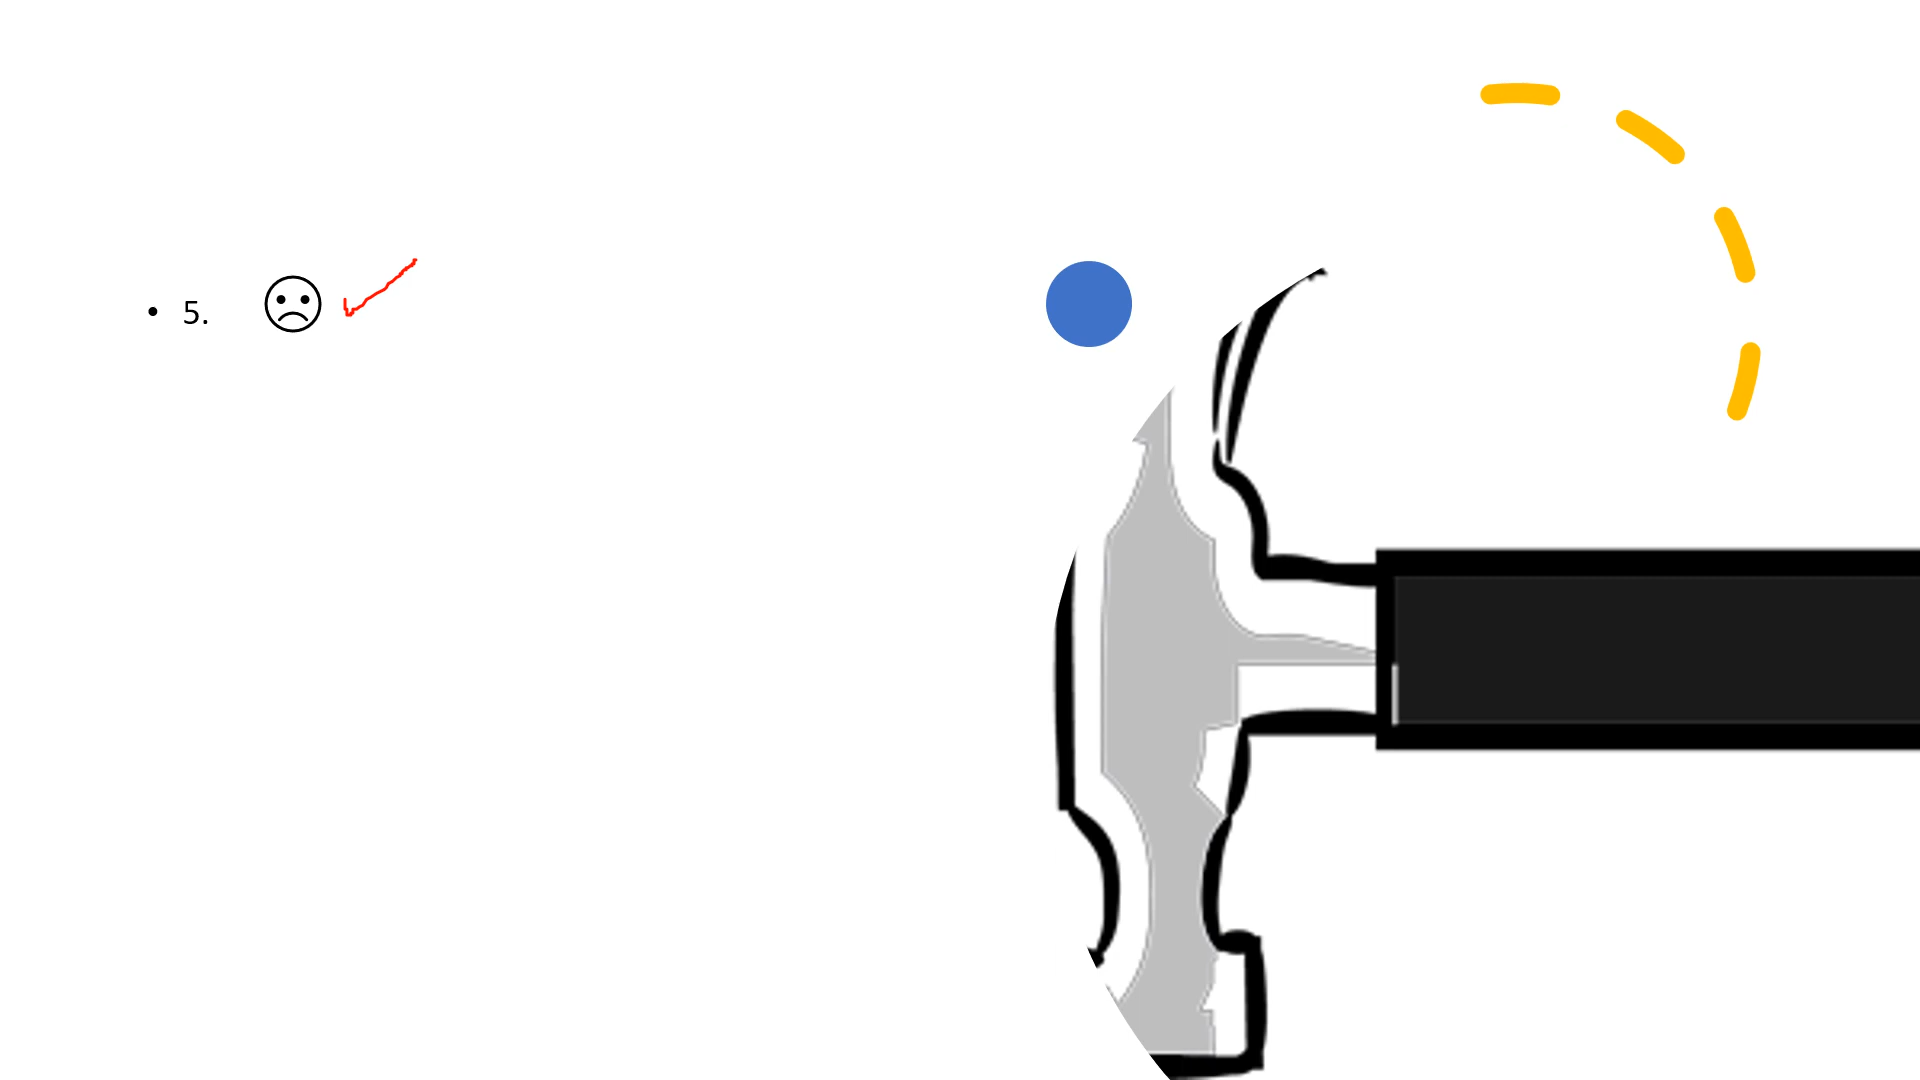 • 5. ☹ ✓